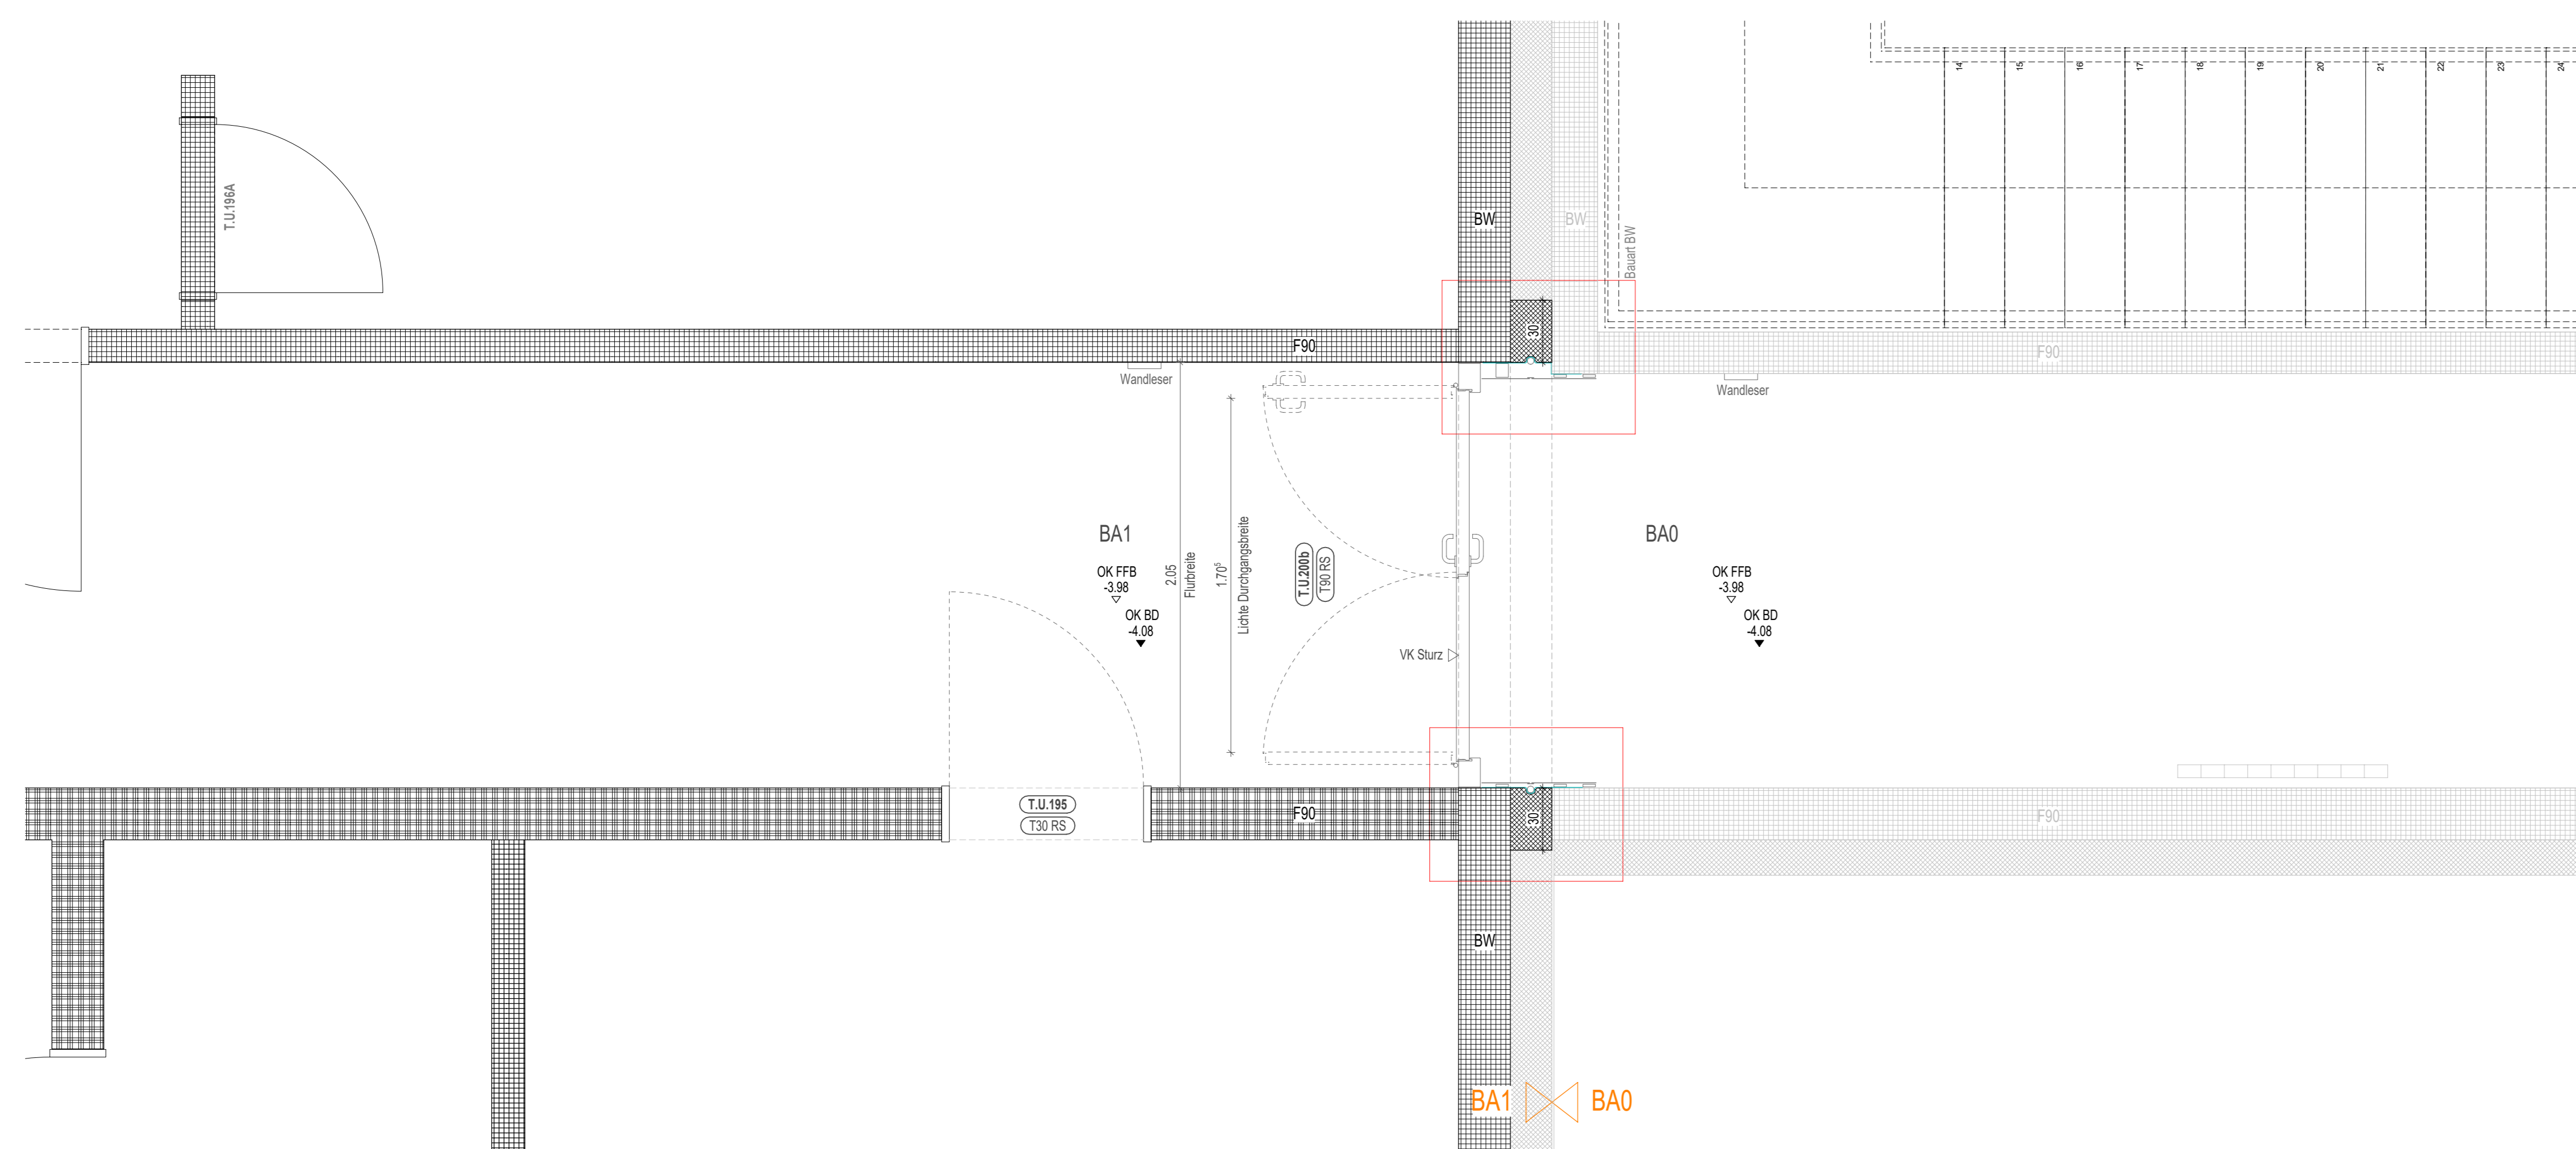 14
15
16
17
18
19
20
21
22
23
24
T.U.196A
BW
BW
Bauart BW
30
F90
F90
Wandleser
Wandleser
BA1
BA0
OK FFB
-3.98
OK BD
-4.08
2.05
Flurbreite
1.70⁵
Lichte Durchgangsbreite
T.U.200b
T90 RS
OK FFB
-3.98
OK BD
-4.08
VK Sturz
T.U.195
T30 RS
F90
30
F90
BW
BA1
BA0